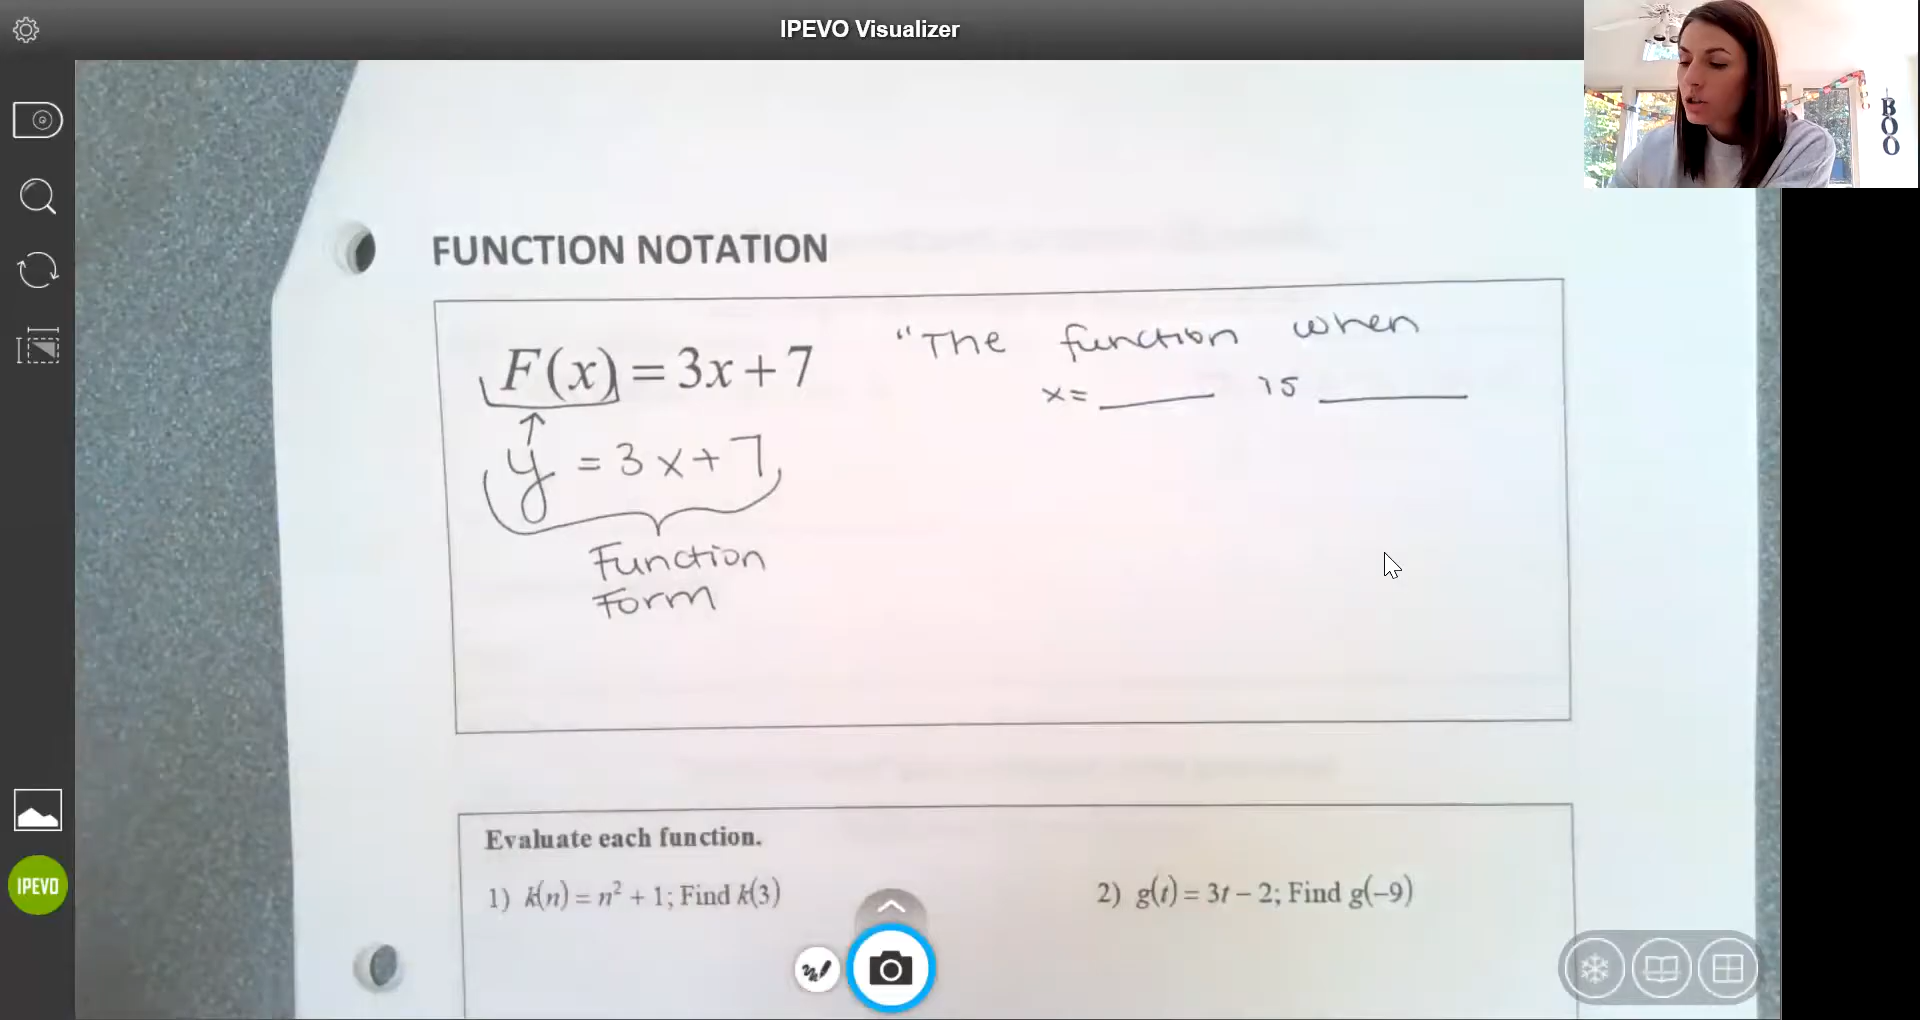 IPEVO Visualizer
BOO
FUNCTION NOTATION
F(x) = 3x + 7
"The function when
x = ______ is ______
y = 3x + 7
Function
Form
Evaluate each function.
1) k(n) = n² + 1; Find k(3)
2) g(t) = 3t − 2; Find g(−9)
IPEVO